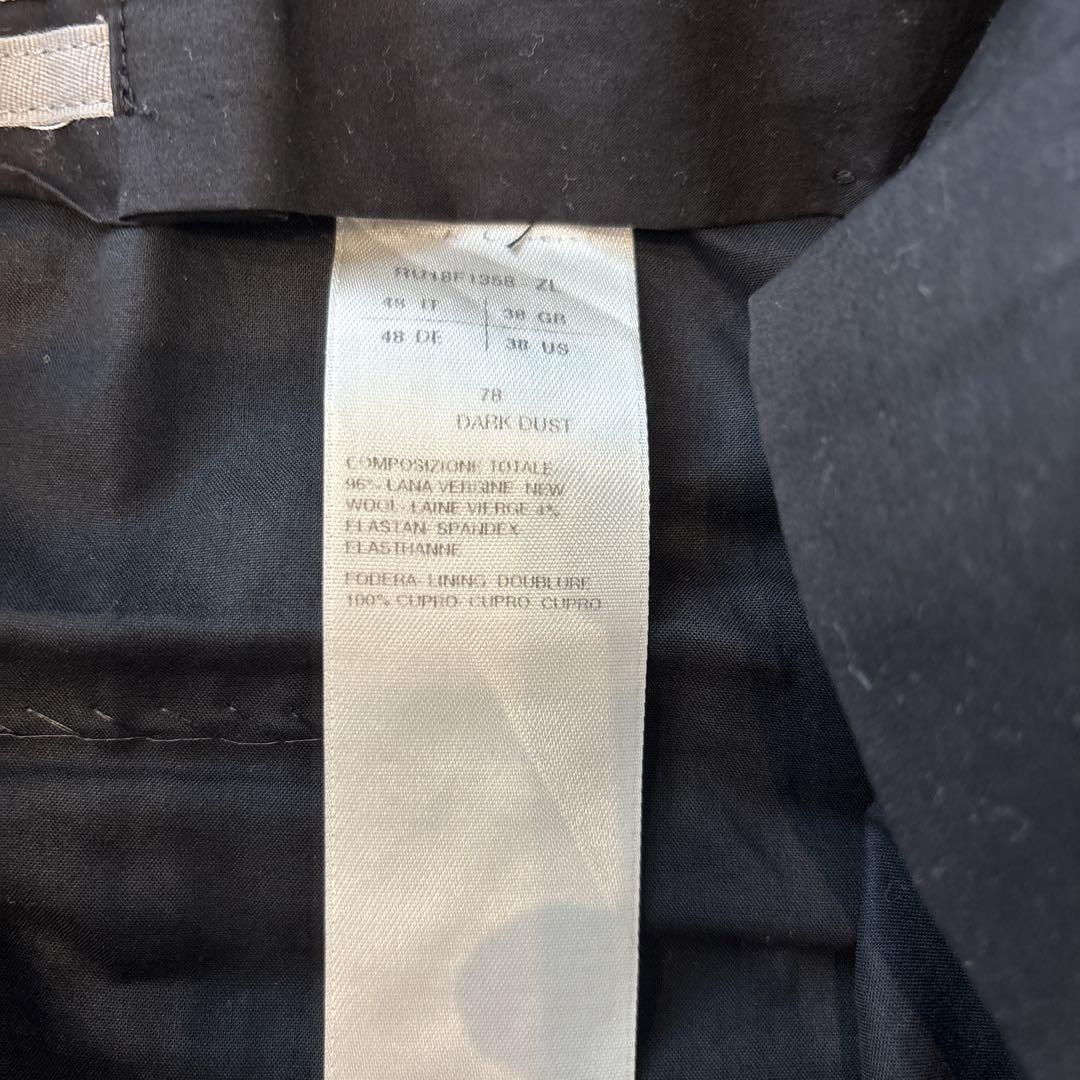 RU18F1358 - ZL
48 IT 38 GB
48 DE 38 US
78
DARK DUST
COMPOSIZIONE TOTALE
96% LANA VERGINE NEW
WOOL- LAINE VIERGE 4%
ELASTAN- SPANDEX
ELASTHANNE
FODERA- LINING DOUBLURE
100% CUPRO- CUPRO CUPRO